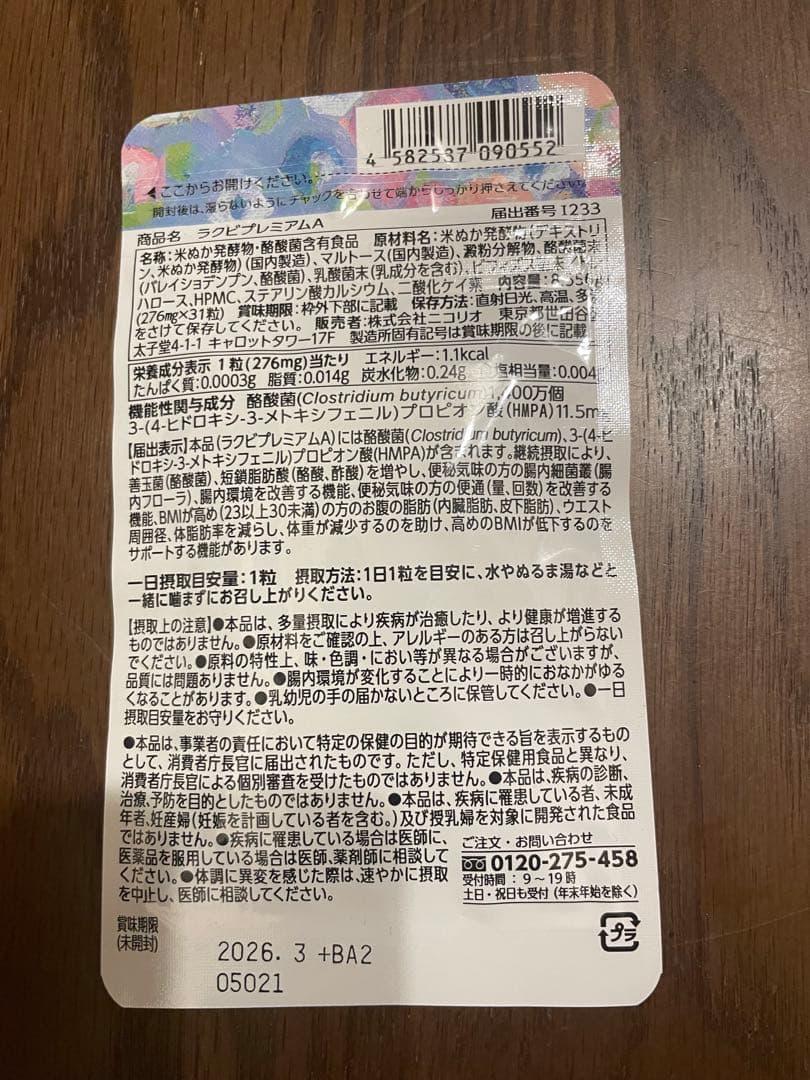 4 582537 090552
ここからお開けください。
開封後は、湿らないようにチャックを合わせて端からしっかり押さえてください。
商品名 ラクビプレミアムA 届出番号 I233
名称:米ぬか発酵物・酪酸菌含有食品 原材料名:米ぬか発酵物(デキストリ
ン、米ぬか発酵物)(国内製造)、マルトース(国内製造)、澱粉分解物、酪酸菌末
(バレイショデンプン、酪酸菌)、乳酸菌末(乳成分を含む)、
ハロース、HPMC、ステアリン酸カルシウム、二酸化ケイ素 内容量:8.556g
(276mg×31粒) 賞味期限:枠外下部に記載 保存方法:直射日光、高温、多
をさけて保存してください。 販売者:株式会社ニコリオ 東京都世田谷
太子堂4-1-1 キャロットタワー17F 製造所固有記号は賞味期限の後に記載
栄養成分表示 1粒(276mg)当たり エネルギー:1.1kcal
たんぱく質:0.0003g 脂質:0.014g 炭水化物:0.24g 食塩相当量:0.004
機能性関与成分 酪酸菌(Clostridium butyricum)
3-(4-ヒドロキシ-3-メトキシフェニル)プロピオン酸(HMPA)11.5mg
【届出表示】本品(ラクビプレミアムA)には酪酸菌(Clostridium butyricum)、3-(4-ヒ
ドロキシ-3-メトキシフェニル)プロピオン酸(HMPA)が含まれます。継続摂取により、
善玉菌(酪酸菌)、短鎖脂肪酸(酪酸、酢酸)を増やし、便秘気味の方の腸内細菌叢(腸
内フローラ)、腸内環境を改善する機能、便秘気味の方の便通(量、回数)を改善する
機能、BMIが高め(23以上30未満)の方のお腹の脂肪(内臓脂肪、皮下脂肪)、ウエスト
周囲径、体脂肪率を減らし、体重が減少するのを助け、高めのBMIが低下するのを
サポートする機能があります。
一日摂取目安量:1粒 摂取方法:1日1粒を目安に、水やぬるま湯などと
一緒に噛まずにお召し上がりください。
【摂取上の注意】●本品は、多量摂取により疾病が治癒したり、より健康が増進する
ものではありません。●原材料をご確認の上、アレルギーのある方は召し上がらない
でください。●原料の特性上、味・色調・におい等が異なる場合がございますが、
品質には問題ありません。●腸内環境が変化することにより一時的におなかがゆる
くなることがあります。●乳幼児の手の届かないところに保管してください。●一日
摂取目安量をお守りください。
●本品は、事業者の責任において特定の保健の目的が期待できる旨を表示するもの
として、消費者庁長官に届出されたものです。ただし、特定保健用食品と異なり、
消費者庁長官による個別審査を受けたものではありません。●本品は、疾病の診断、
治療、予防を目的としたものではありません。●本品は、疾病に罹患している者、未成
年者、妊産婦(妊娠を計画している者を含む。)及び授乳婦を対象に開発された食品
ではありません。●疾病に罹患している場合は医師に、
医薬品を服用している場合は医師、薬剤師に相談して
ください。●体調に異変を感じた際は、速やかに摂取
を中止し、医師に相談してください。
ご注文・お問い合わせ
0120-275-458
受付時間:9~19時
土日・祝日も受付(年末年始を除く)
賞味期限
(未開封)
2026. 3 +BA2
05021
プラ